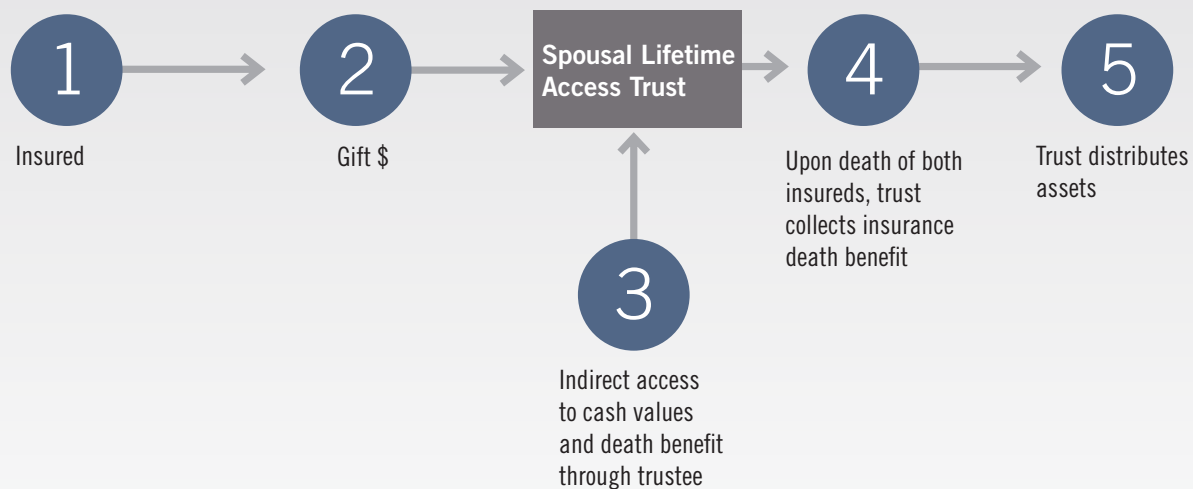 1
Insured
2
Gift $
Spousal Lifetime
Access Trust
3
Indirect access
to cash values
and death benefit
through trustee
4
Upon death of both
insureds, trust
collects insurance
death benefit
5
Trust distributes
assets